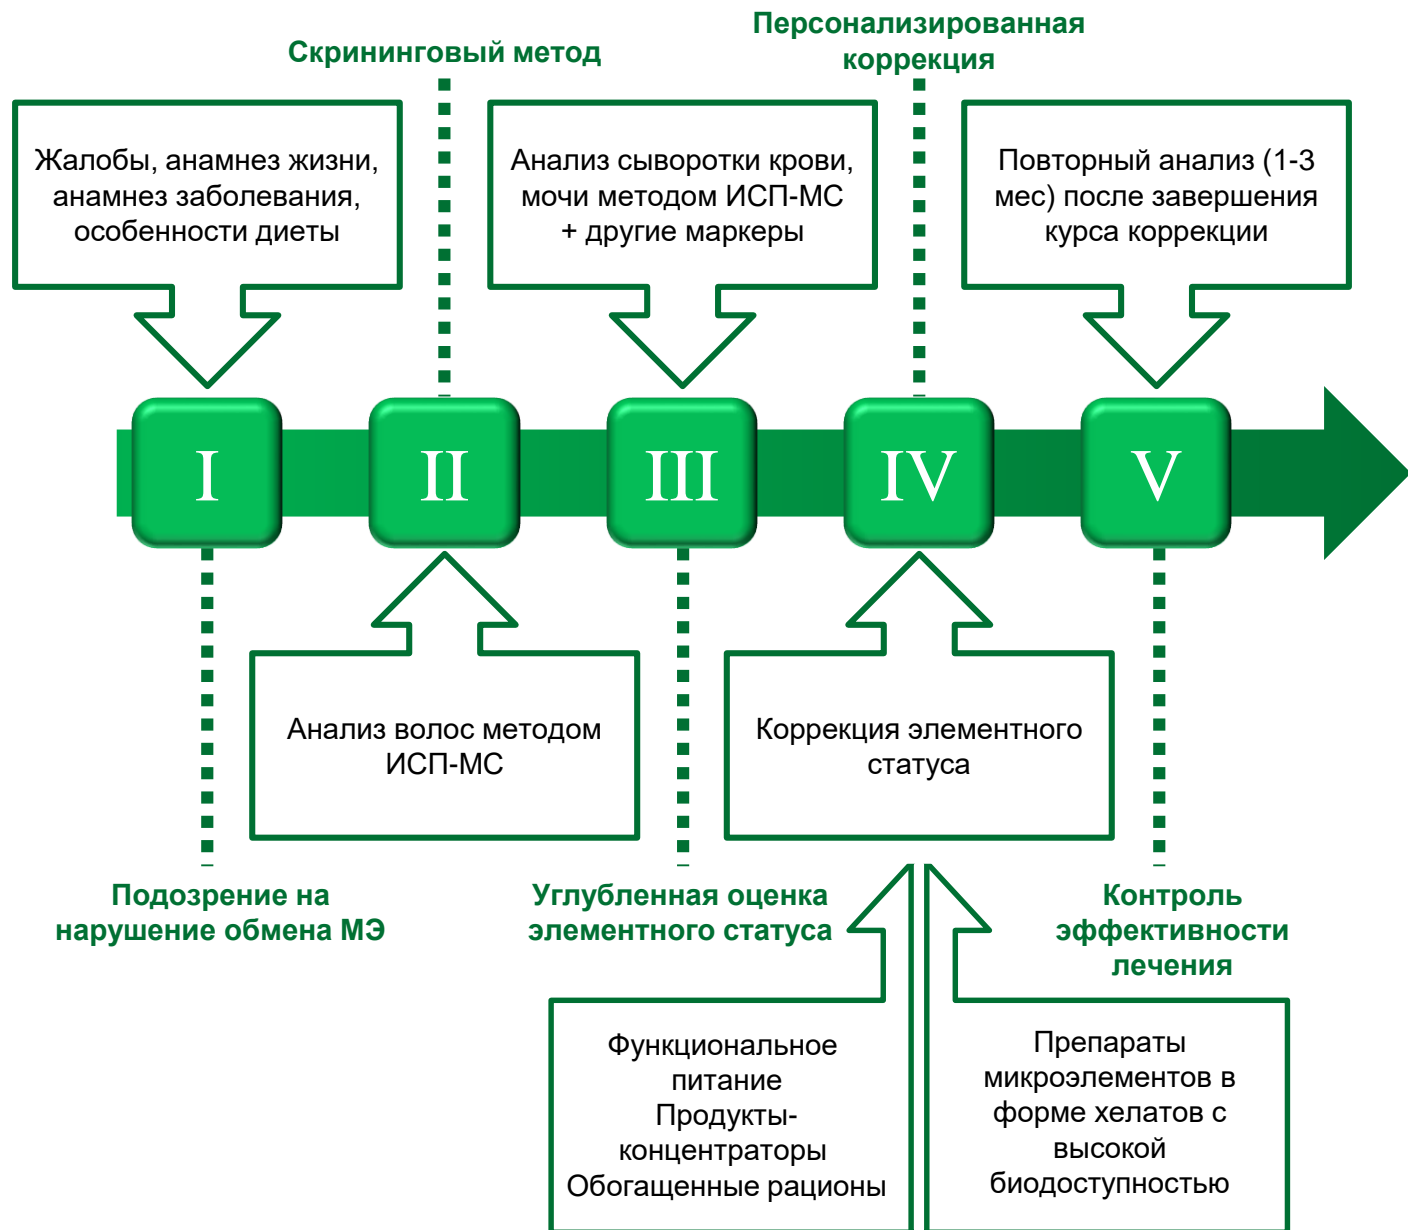 Скрининговый метод
Персонализированная
коррекция
Жалобы, анамнез жизни,
анамнез заболевания,
особенности диеты
Анализ сыворотки крови,
мочи методом ИСП-МС
+ другие маркеры
Повторный анализ (1-3
мес) после завершения
курса коррекции
I
II
III
IV
V
Анализ волос методом
ИСП-МС
Коррекция элементного
статуса
Подозрение на
нарушение обмена МЭ
Углубленная оценка
элементного статуса
Контроль
эффективности
лечения
Функциональное
питание
Продукты-
концентраторы
Обогащенные рационы
Препараты
микроэлементов в
форме хелатов с
высокой
биодоступностью